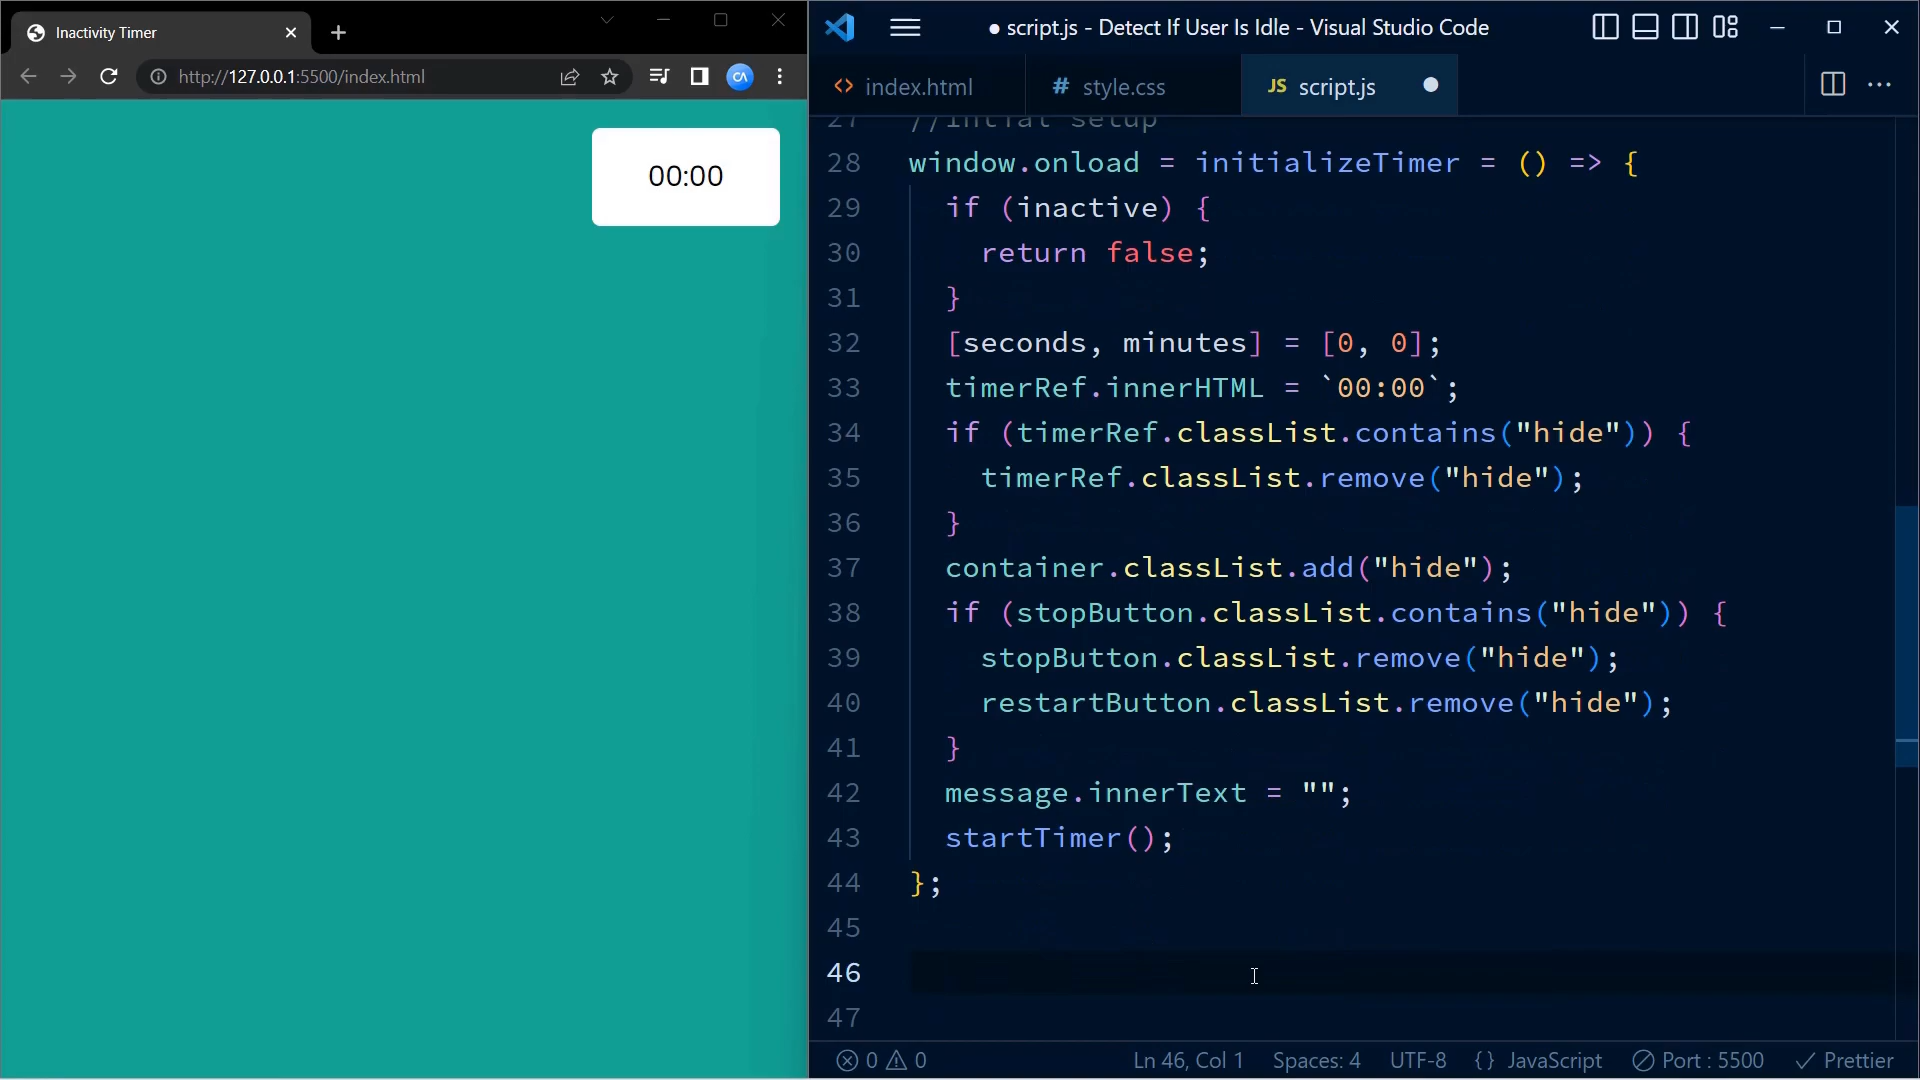 Inactivity Timer
http://127.0.0.1:5500/index.html
CA
00:00
● script.js - Detect If User Is Idle - Visual Studio Code
<> index.html
# style.css
JS script.js
27 //Intial setup
28 window.onload = initializeTimer = () => {
29 if (inactive) {
30 return false;
31 }
32 [seconds, minutes] = [0, 0];
33 timerRef.innerHTML = `00:00`;
34 if (timerRef.classList.contains("hide")) {
35 timerRef.classList.remove("hide");
36 }
37 container.classList.add("hide");
38 if (stopButton.classList.contains("hide")) {
39 stopButton.classList.remove("hide");
40 restartButton.classList.remove("hide");
41 }
42 message.innerText = "";
43 startTimer();
44 };
45
46
47
0 0 Ln 46, Col 1 Spaces: 4 UTF-8 {} JavaScript Port : 5500 Prettier